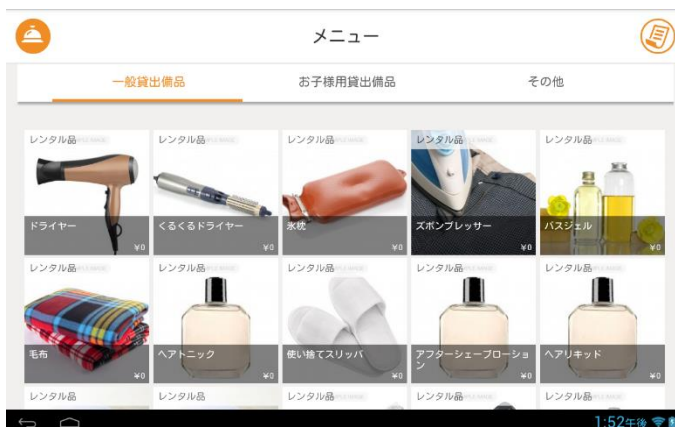 メニュー
一般貸出備品
お子様用貸出備品
その他
レンタル品
レンタル品
レンタル品
レンタル品
レンタル品
ドライヤー
¥0
くるくるドライヤー
¥0
氷枕
¥0
ズボンプレッサー
¥0
バスジェル
¥0
レンタル品
レンタル品
レンタル品
レンタル品
レンタル品
毛布
¥0
ヘアトニック
¥0
使い捨てスリッパ
¥0
アフターシェーブローショ
ン
¥0
ヘアリキッド
¥0
レンタル品
レンタル品
レンタル品
レンタル品
レンタル品
1:52午後